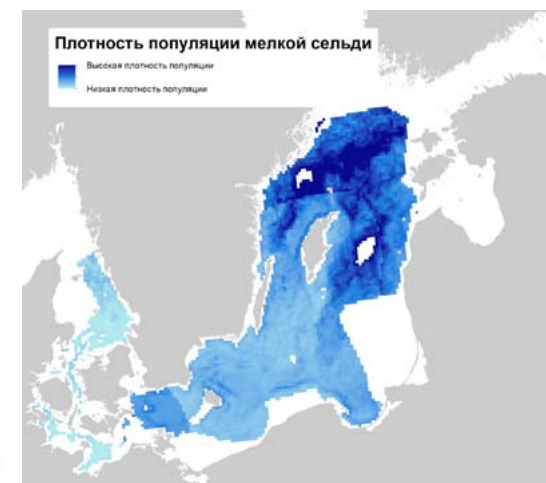 Плотность популяции мелкой сельди
Высокая плотность популяции
Низкая плотность популяции